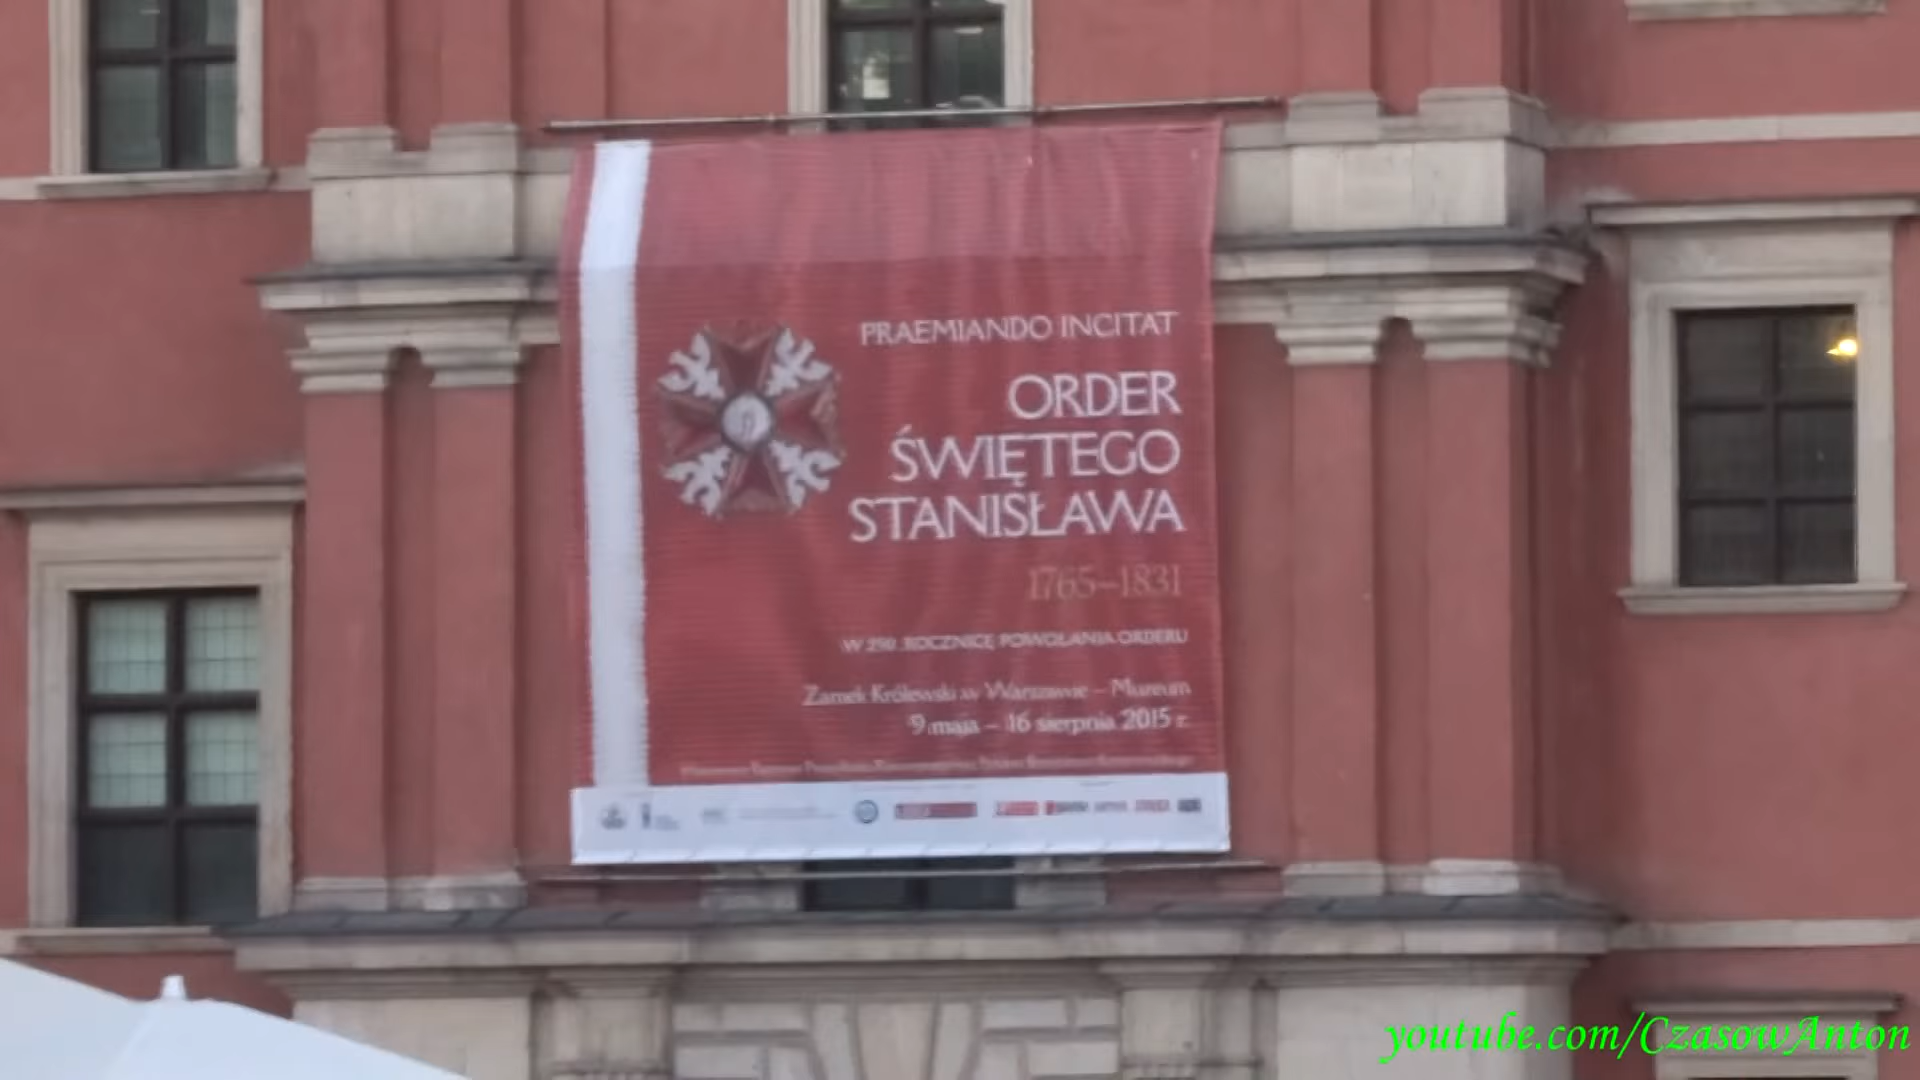 PRAEMIANDO INCITAT
ORDER
ŚWIĘTEGO
STANISŁAWA
1765–1831
W 250. ROCZNICĘ POWOŁANIA ORDERU
Zamek Królewski w Warszawie – Muzeum
9 maja – 16 sierpnia 2015 r.
youtube.com/CzasowAnton